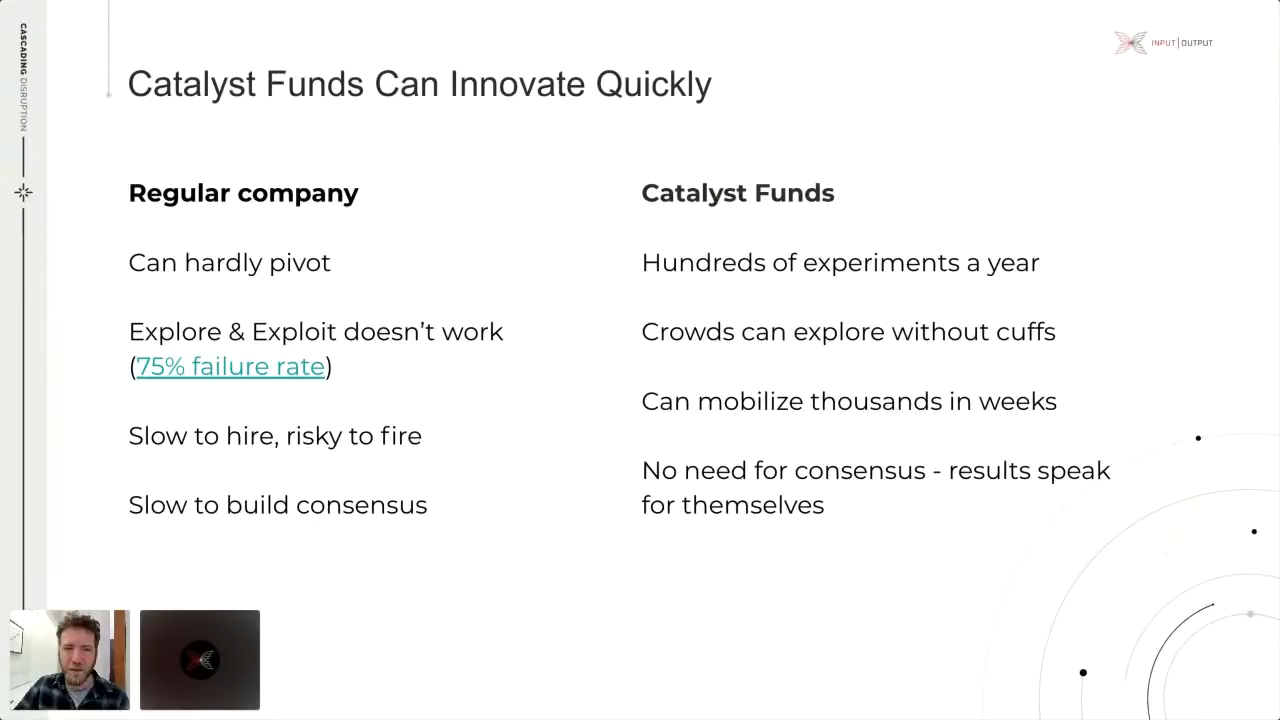 CASCADING DISRUPTION
INPUT|OUTPUT
Catalyst Funds Can Innovate Quickly
Regular company
Can hardly pivot
Explore & Exploit doesn’t work
(75% failure rate)
Slow to hire, risky to fire
Slow to build consensus
Catalyst Funds
Hundreds of experiments a year
Crowds can explore without cuffs
Can mobilize thousands in weeks
No need for consensus - results speak
for themselves